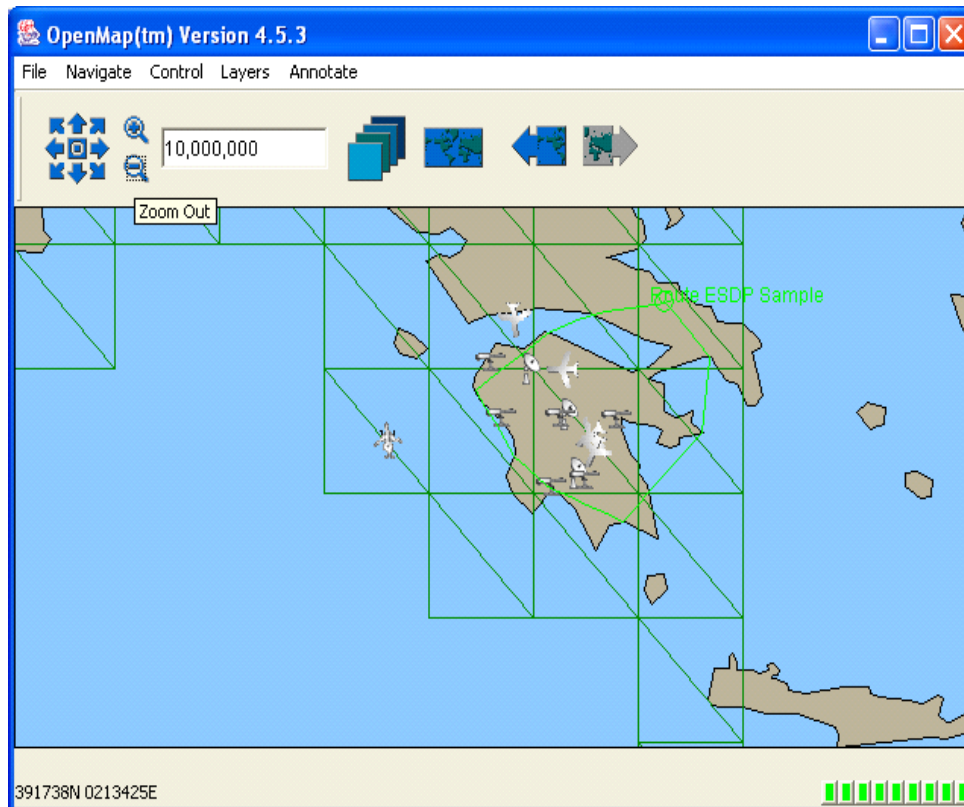 OpenMap(tm) Version 4.5.3
File Navigate Control Layers Annotate
10,000,000
Zoom Out
Route ESDP Sample
391738N 0213425E